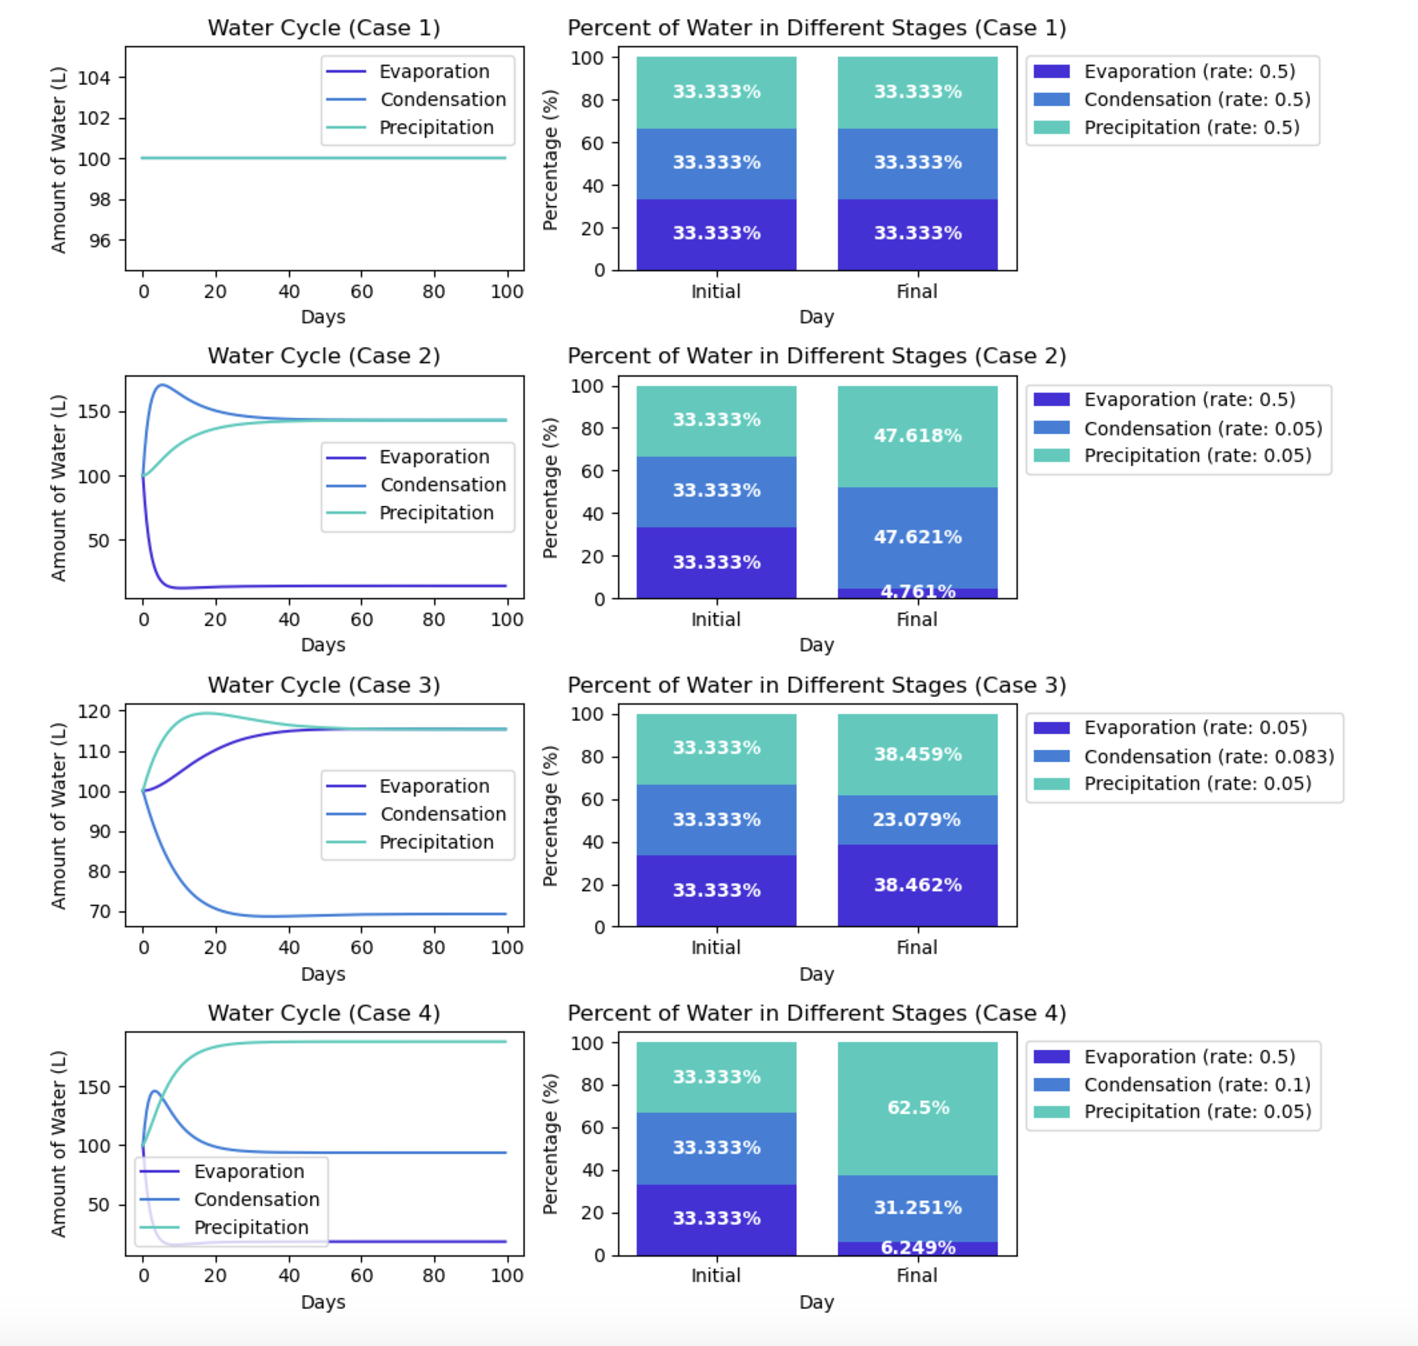 Water Cycle (Case 1)
Percent of Water in Different Stages (Case 1)
Amount of Water (L)
104
102
100
98
96
0 20 40 60 80 100
Days
Evaporation
Condensation
Precipitation
Percentage (%)
100
80
60
40
20
0
33.333% 33.333%
33.333% 33.333%
33.333% 33.333%
Initial Final
Day
Evaporation (rate: 0.5)
Condensation (rate: 0.5)
Precipitation (rate: 0.5)
Water Cycle (Case 2)
Percent of Water in Different Stages (Case 2)
Amount of Water (L)
150
100
50
0 20 40 60 80 100
Days
Evaporation
Condensation
Precipitation
Percentage (%)
100
80
60
40
20
0
33.333% 47.618%
33.333% 47.621%
33.333% 4.761%
Initial Final
Day
Evaporation (rate: 0.5)
Condensation (rate: 0.05)
Precipitation (rate: 0.05)
Water Cycle (Case 3)
Percent of Water in Different Stages (Case 3)
Amount of Water (L)
120
110
100
90
80
70
0 20 40 60 80 100
Days
Evaporation
Condensation
Precipitation
Percentage (%)
100
80
60
40
20
0
33.333% 38.459%
33.333% 23.079%
33.333% 38.462%
Initial Final
Day
Evaporation (rate: 0.05)
Condensation (rate: 0.083)
Precipitation (rate: 0.05)
Water Cycle (Case 4)
Percent of Water in Different Stages (Case 4)
Amount of Water (L)
150
100
50
0 20 40 60 80 100
Days
Evaporation
Condensation
Precipitation
Percentage (%)
100
80
60
40
20
0
33.333% 62.5%
33.333% 31.251%
33.333% 6.249%
Initial Final
Day
Evaporation (rate: 0.5)
Condensation (rate: 0.1)
Precipitation (rate: 0.05)